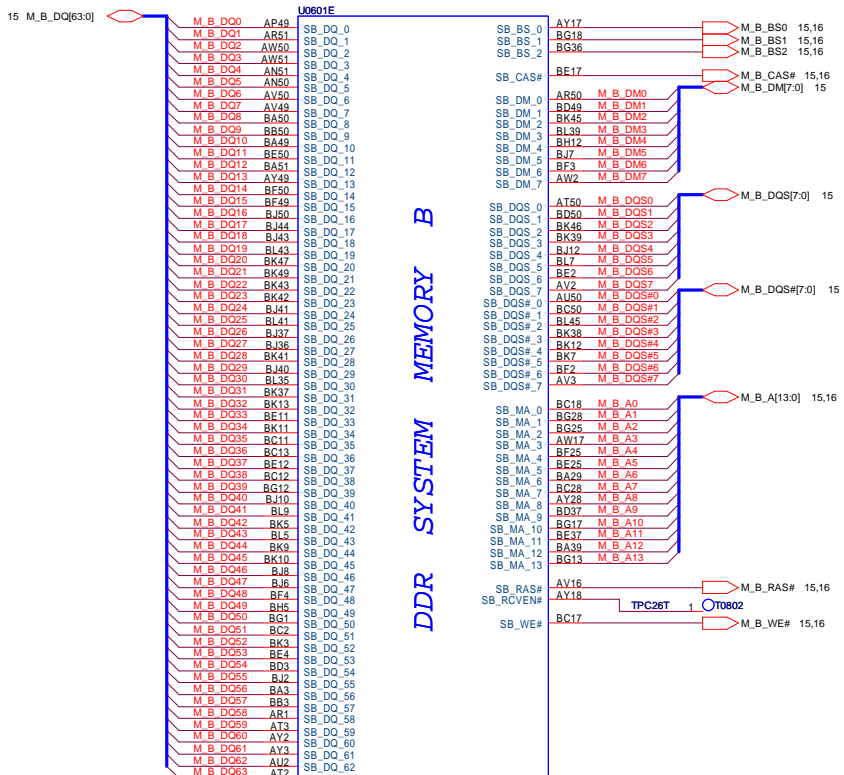 U0601E
15 M_B_DQ[63:0]
M_B_DQ0 AP49 SB_DQ_0
M_B_DQ1 AR51 SB_DQ_1
M_B_DQ2 AW50 SB_DQ_2
M_B_DQ3 AW51 SB_DQ_3
M_B_DQ4 AN51 SB_DQ_4
M_B_DQ5 AN50 SB_DQ_5
M_B_DQ6 AV50 SB_DQ_6
M_B_DQ7 AV49 SB_DQ_7
M_B_DQ8 BA50 SB_DQ_8
M_B_DQ9 BB50 SB_DQ_9
M_B_DQ10 BA49 SB_DQ_10
M_B_DQ11 BE50 SB_DQ_11
M_B_DQ12 BA51 SB_DQ_12
M_B_DQ13 AY49 SB_DQ_13
M_B_DQ14 BF50 SB_DQ_14
M_B_DQ15 BF49 SB_DQ_15
M_B_DQ16 BJ50 SB_DQ_16
M_B_DQ17 BJ44 SB_DQ_17
M_B_DQ18 BJ43 SB_DQ_18
M_B_DQ19 BL43 SB_DQ_19
M_B_DQ20 BK47 SB_DQ_20
M_B_DQ21 BK49 SB_DQ_21
M_B_DQ22 BK43 SB_DQ_22
M_B_DQ23 BK42 SB_DQ_23
M_B_DQ24 BJ41 SB_DQ_24
M_B_DQ25 BL41 SB_DQ_25
M_B_DQ26 BJ37 SB_DQ_26
M_B_DQ27 BJ36 SB_DQ_27
M_B_DQ28 BK41 SB_DQ_28
M_B_DQ29 BJ40 SB_DQ_29
M_B_DQ30 BL35 SB_DQ_30
M_B_DQ31 BK37 SB_DQ_31
M_B_DQ32 BK13 SB_DQ_32
M_B_DQ33 BE11 SB_DQ_33
M_B_DQ34 BK11 SB_DQ_34
M_B_DQ35 BC11 SB_DQ_35
M_B_DQ36 BC13 SB_DQ_36
M_B_DQ37 BE12 SB_DQ_37
M_B_DQ38 BC12 SB_DQ_38
M_B_DQ39 BG12 SB_DQ_39
M_B_DQ40 BJ10 SB_DQ_40
M_B_DQ41 BL9 SB_DQ_41
M_B_DQ42 BK5 SB_DQ_42
M_B_DQ43 BL5 SB_DQ_43
M_B_DQ44 BK9 SB_DQ_44
M_B_DQ45 BK10 SB_DQ_45
M_B_DQ46 BJ8 SB_DQ_46
M_B_DQ47 BJ6 SB_DQ_47
M_B_DQ48 BF4 SB_DQ_48
M_B_DQ49 BH5 SB_DQ_49
M_B_DQ50 BG1 SB_DQ_50
M_B_DQ51 BC2 SB_DQ_51
M_B_DQ52 BK3 SB_DQ_52
M_B_DQ53 BE4 SB_DQ_53
M_B_DQ54 BD3 SB_DQ_54
M_B_DQ55 BJ2 SB_DQ_55
M_B_DQ56 BA3 SB_DQ_56
M_B_DQ57 BB3 SB_DQ_57
M_B_DQ58 AR1 SB_DQ_58
M_B_DQ59 AT3 SB_DQ_59
M_B_DQ60 AY2 SB_DQ_60
M_B_DQ61 AY3 SB_DQ_61
M_B_DQ62 AU2 SB_DQ_62
M_B_DQ63 AT2
DDR SYSTEM MEMORY B
SB_BS_0 AY17 M_B_BS0 15,16
SB_BS_1 BG18 M_B_BS1 15,16
SB_BS_2 BG36 M_B_BS2 15,16
SB_CAS# BE17 M_B_CAS# 15,16
M_B_DM[7:0] 15
SB_DM_0 AR50 M_B_DM0
SB_DM_1 BD49 M_B_DM1
SB_DM_2 BK45 M_B_DM2
SB_DM_3 BL39 M_B_DM3
SB_DM_4 BH12 M_B_DM4
SB_DM_5 BJ7 M_B_DM5
SB_DM_6 BF3 M_B_DM6
SB_DM_7 AW2 M_B_DM7
M_B_DQS[7:0] 15
SB_DQS_0 AT50 M_B_DQS0
SB_DQS_1 BD50 M_B_DQS1
SB_DQS_2 BK46 M_B_DQS2
SB_DQS_3 BK39 M_B_DQS3
SB_DQS_4 BJ12 M_B_DQS4
SB_DQS_5 BL7 M_B_DQS5
SB_DQS_6 BE2 M_B_DQS6
SB_DQS_7 AV2 M_B_DQS7
M_B_DQS#[7:0] 15
SB_DQS#_0 AU50 M_B_DQS#0
SB_DQS#_1 BC50 M_B_DQS#1
SB_DQS#_2 BL45 M_B_DQS#2
SB_DQS#_3 BK38 M_B_DQS#3
SB_DQS#_4 BK12 M_B_DQS#4
SB_DQS#_5 BK7 M_B_DQS#5
SB_DQS#_6 BF2 M_B_DQS#6
SB_DQS#_7 AV3 M_B_DQS#7
M_B_A[13:0] 15,16
SB_MA_0 BC18 M_B_A0
SB_MA_1 BG28 M_B_A1
SB_MA_2 BG25 M_B_A2
SB_MA_3 AW17 M_B_A3
SB_MA_4 BF25 M_B_A4
SB_MA_5 BE25 M_B_A5
SB_MA_6 BA29 M_B_A6
SB_MA_7 BC28 M_B_A7
SB_MA_8 AY28 M_B_A8
SB_MA_9 BD37 M_B_A9
SB_MA_10 BG17 M_B_A10
SB_MA_11 BE37 M_B_A11
SB_MA_12 BA39 M_B_A12
SB_MA_13 BG13 M_B_A13
SB_RAS# AV16 M_B_RAS# 15,16
SB_RCVEN# AY18 TPC26T 1 T0802
SB_WE# BC17 M_B_WE# 15,16